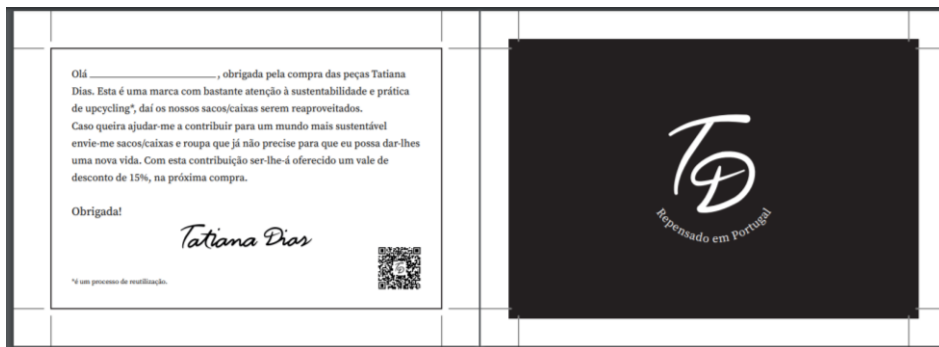 Olá ____________________, obrigada pela compra das peças Tatiana
Dias. Esta é uma marca com bastante atenção à sustentabilidade e prática
de upcycling*, daí os nossos sacos/caixas serem reaproveitados.
Caso queira ajudar-me a contribuir para um mundo mais sustentável
envie-me sacos/caixas e roupa que já não precise para que eu possa dar-lhes
uma nova vida. Com esta contribuição ser-lhe-á oferecido um vale de
desconto de 15%, na próxima compra.
Obrigada!
Tatiana Dias
TD
*é um processo de reutilização.
TD
Repensado em Portugal